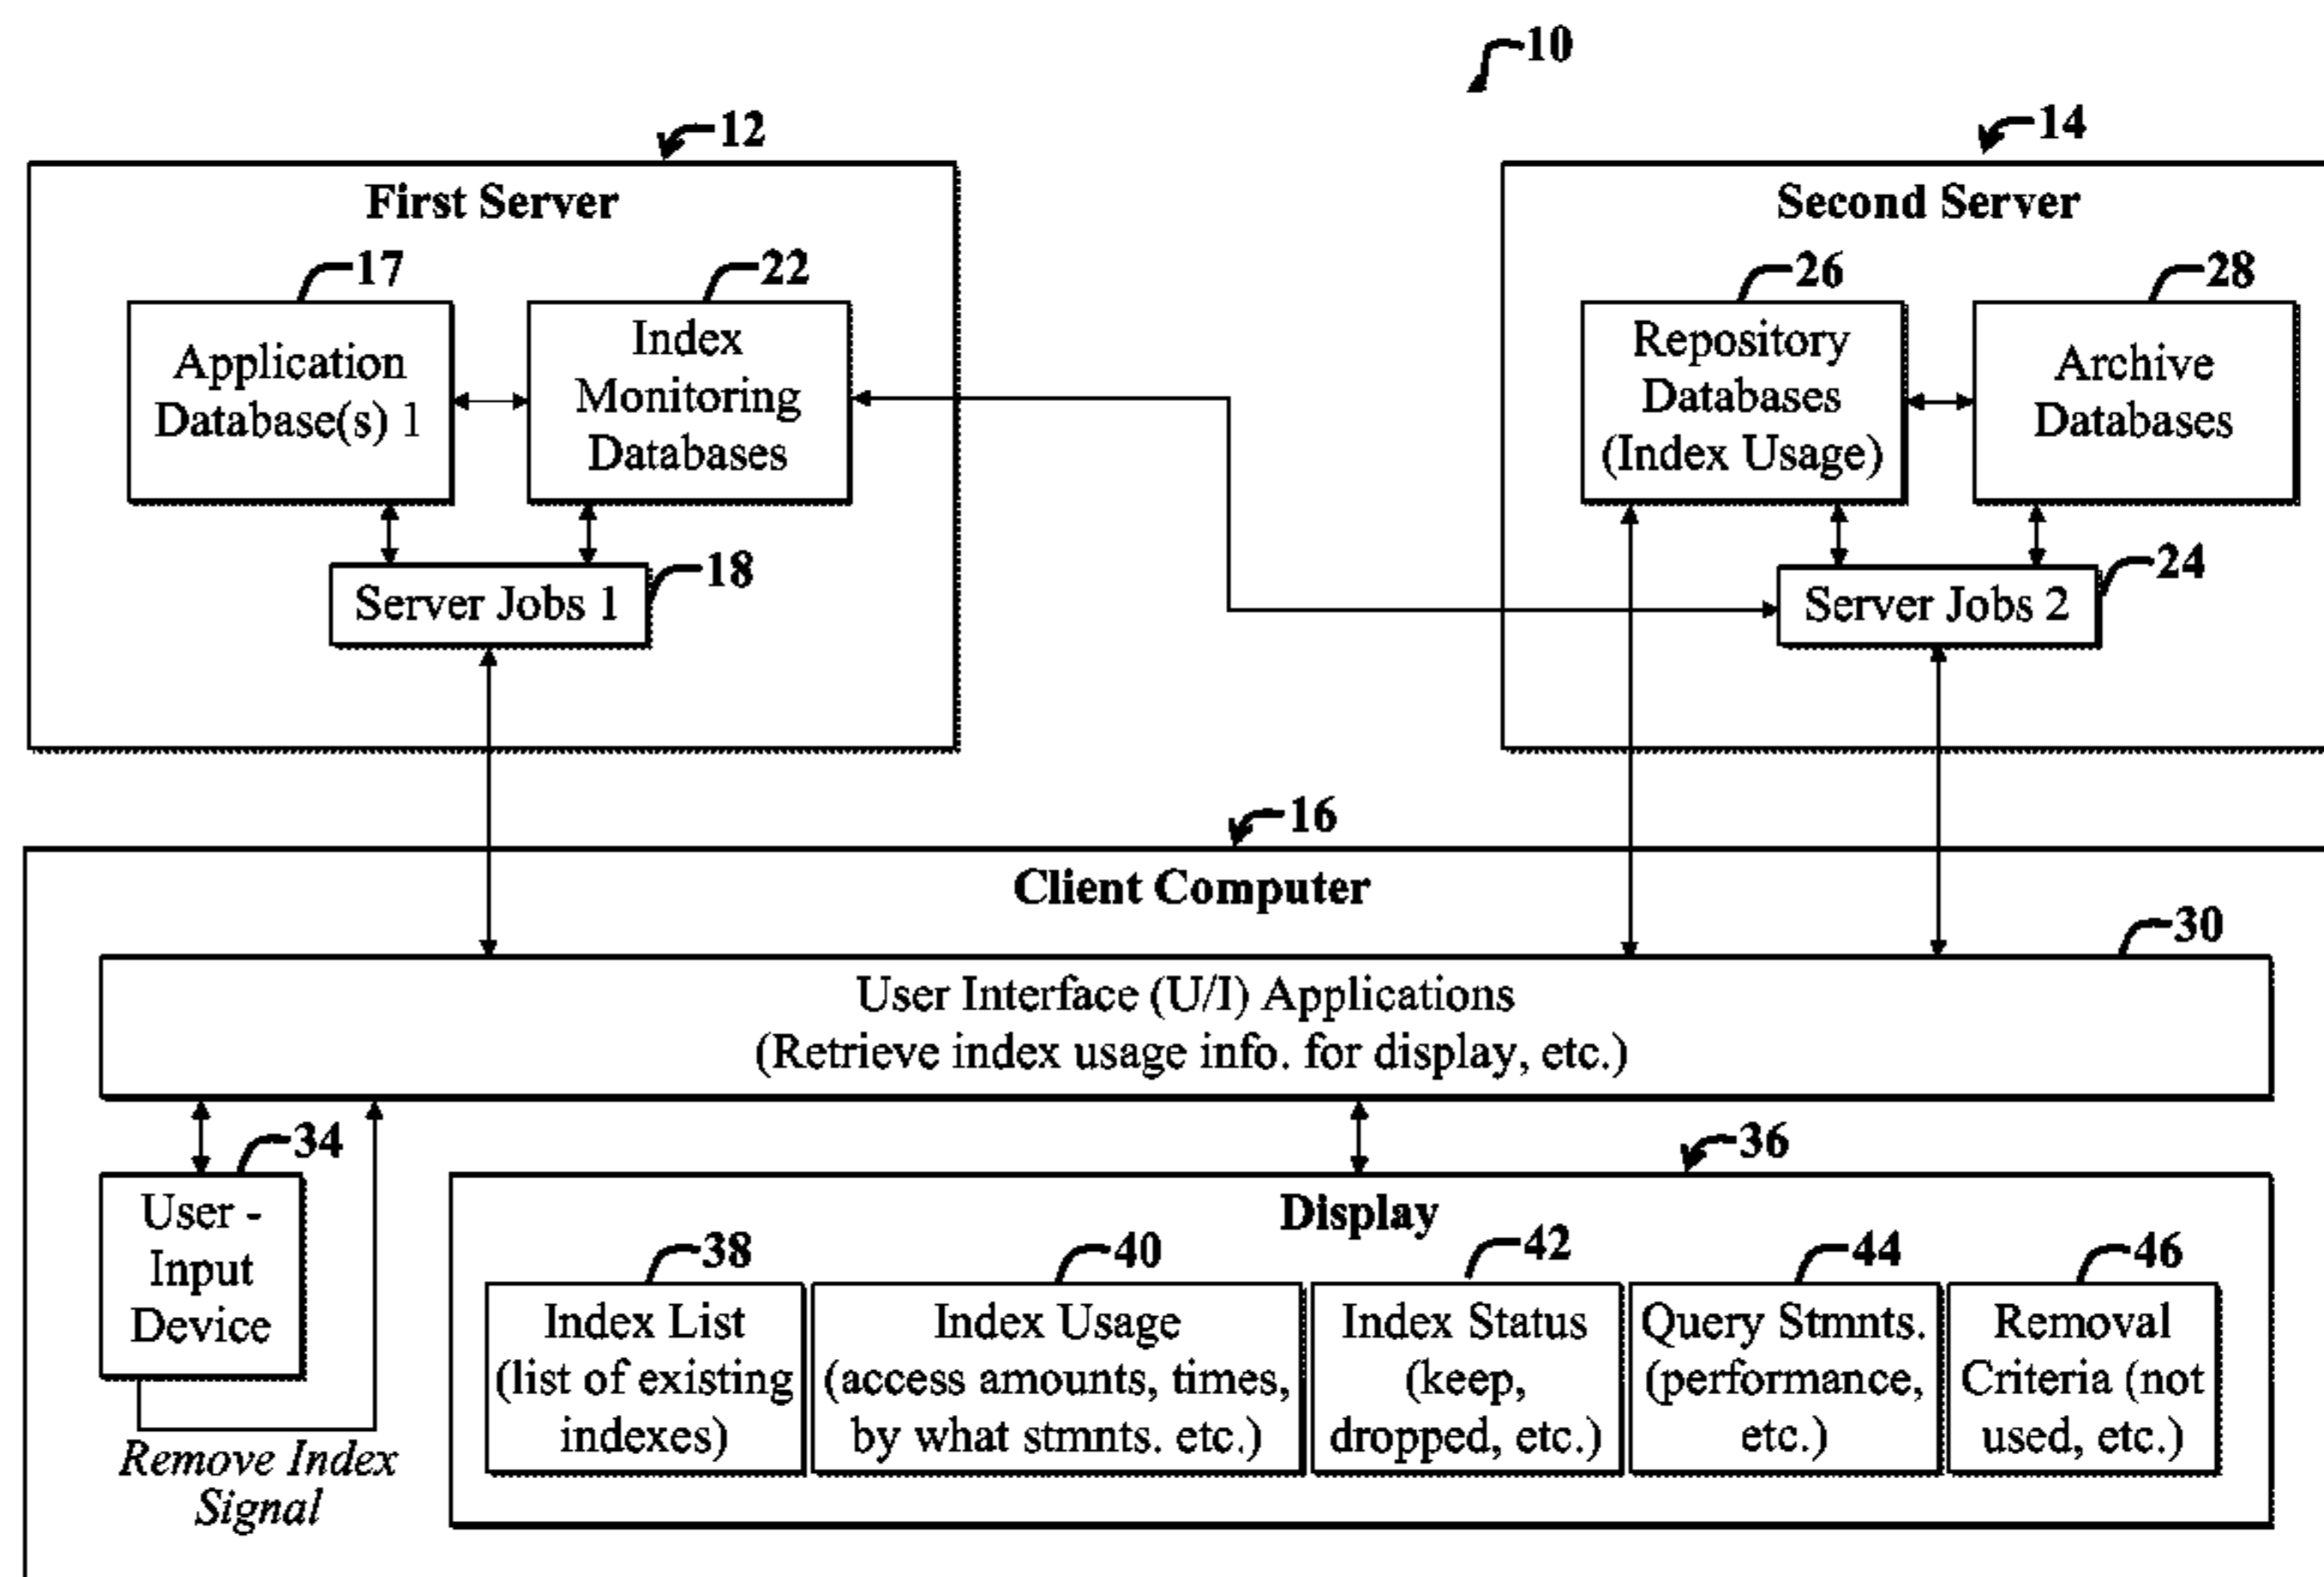 10
12
14
First Server
Second Server
17
22
26
28
Application
Database(s) 1
Index
Monitoring
Databases
Repository
Databases
(Index Usage)
Archive
Databases
18
Server Jobs 1
24
Server Jobs 2
16
Client Computer
30
User Interface (U/I) Applications
(Retrieve index usage info. for display, etc.)
34
User -
Input
Device
Remove Index
Signal
36
Display
38
40
42
44
46
Index List
(list of existing
indexes)
Index Usage
(access amounts, times,
by what stmnts. etc.)
Index Status
(keep,
dropped, etc.)
Query Stmnts.
(performance,
etc.)
Removal
Criteria (not
used, etc.)